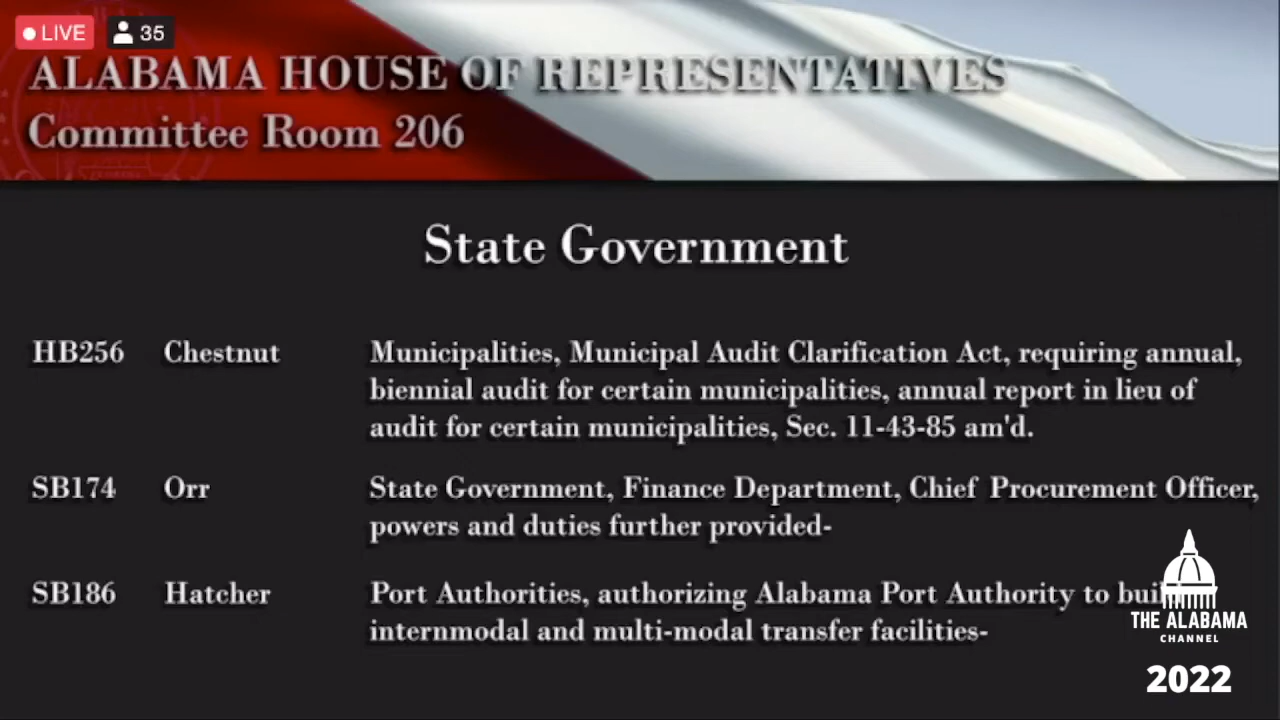 LIVE 35
ALABAMA HOUSE OF REPRESENTATIVES
Committee Room 206
State Government
HB256 Chestnut Municipalities, Municipal Audit Clarification Act, requiring annual,
biennial audit for certain municipalities, annual report in lieu of
audit for certain municipalities, Sec. 11-43-85 am'd.
SB174 Orr State Government, Finance Department, Chief Procurement Officer,
powers and duties further provided-
SB186 Hatcher Port Authorities, authorizing Alabama Port Authority to
internmodal and multi-modal transfer facilities-
THE ALABAMA
CHANNEL
2022